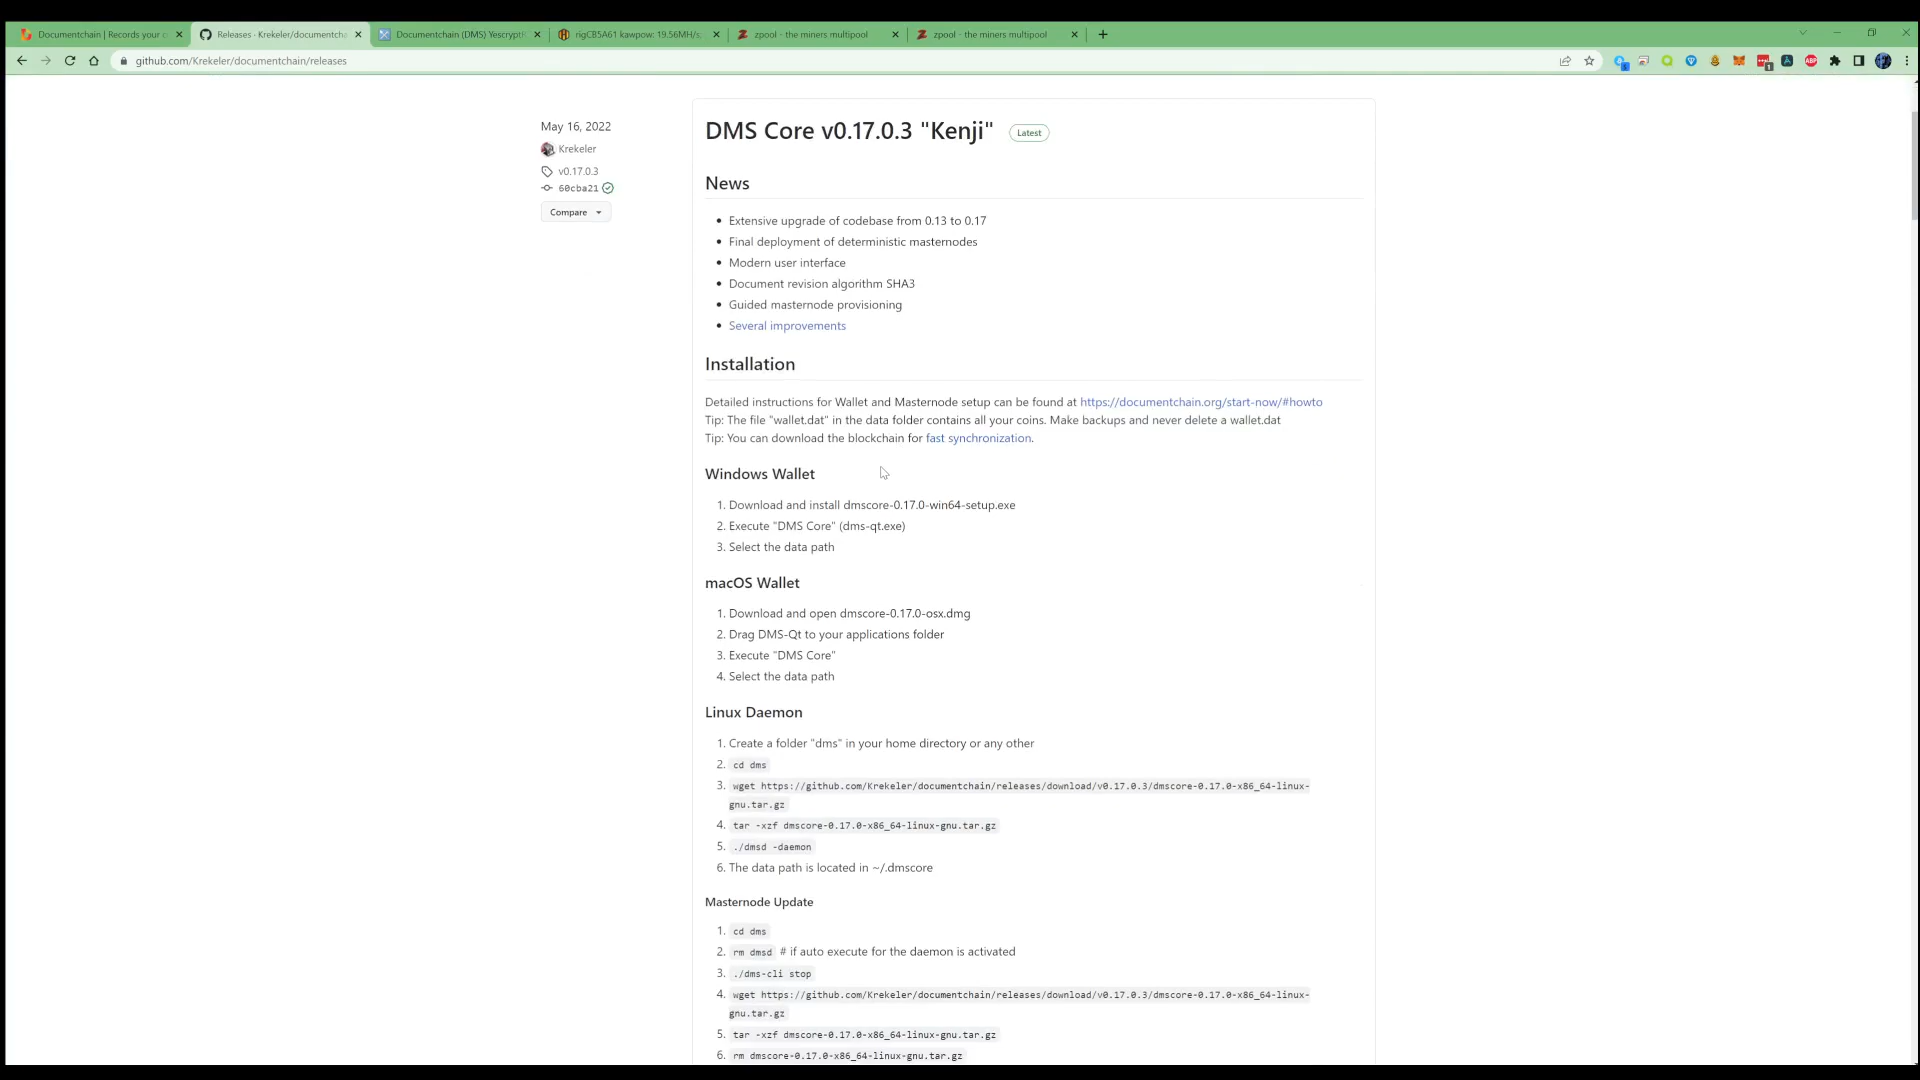 Documentchain | Records your c
Releases · Krekeler/documentcha
Documentchain (DMS) Yescrypt
rigCB5A61 kawpow: 19.56MH/s,
zpool - the miners multipool
zpool - the miners multipool
github.com/Krekeler/documentchain/releases
May 16, 2022
Krekeler
v0.17.0.3
60cba21
Compare
DMS Core v0.17.0.3 "Kenji" Latest
News
Extensive upgrade of codebase from 0.13 to 0.17
Final deployment of deterministic masternodes
Modern user interface
Document revision algorithm SHA3
Guided masternode provisioning
Several improvements
Installation
Detailed instructions for Wallet and Masternode setup can be found at https://documentchain.org/start-now/#howto
Tip: The file "wallet.dat" in the data folder contains all your coins. Make backups and never delete a wallet.dat
Tip: You can download the blockchain for fast synchronization.
Windows Wallet
1. Download and install dmscore-0.17.0-win64-setup.exe
2. Execute "DMS Core" (dms-qt.exe)
3. Select the data path
macOS Wallet
1. Download and open dmscore-0.17.0-osx.dmg
2. Drag DMS-Qt to your applications folder
3. Execute "DMS Core"
4. Select the data path
Linux Daemon
1. Create a folder "dms" in your home directory or any other
2. cd dms
3. wget https://github.com/Krekeler/documentchain/releases/download/v0.17.0.3/dmscore-0.17.0-x86_64-linux-
gnu.tar.gz
4. tar -xzf dmscore-0.17.0-x86_64-linux-gnu.tar.gz
5. ./dmsd -daemon
6. The data path is located in ~/.dmscore
Masternode Update
1. cd dms
2. rm dmsd # if auto execute for the daemon is activated
3. ./dms-cli stop
4. wget https://github.com/Krekeler/documentchain/releases/download/v0.17.0.3/dmscore-0.17.0-x86_64-linux-
gnu.tar.gz
5. tar -xzf dmscore-0.17.0-x86_64-linux-gnu.tar.gz
6. rm dmscore-0.17.0-x86_64-linux-gnu.tar.gz